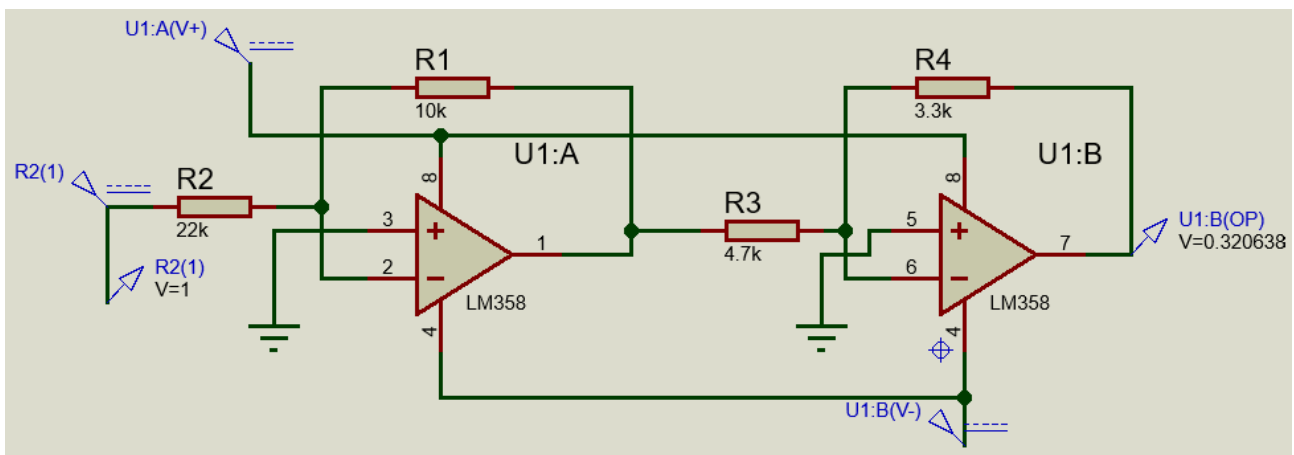 U1:A(V+)
R1
10k
R4
3.3k
U1:A
U1:B
8
8
R2(1)
R2
22k
3
1
2
R3
4.7k
5
7
6
U1:B(OP)
V=0.320638
R2(1)
V=1
LM358
LM358
4
4
U1:B(V-)